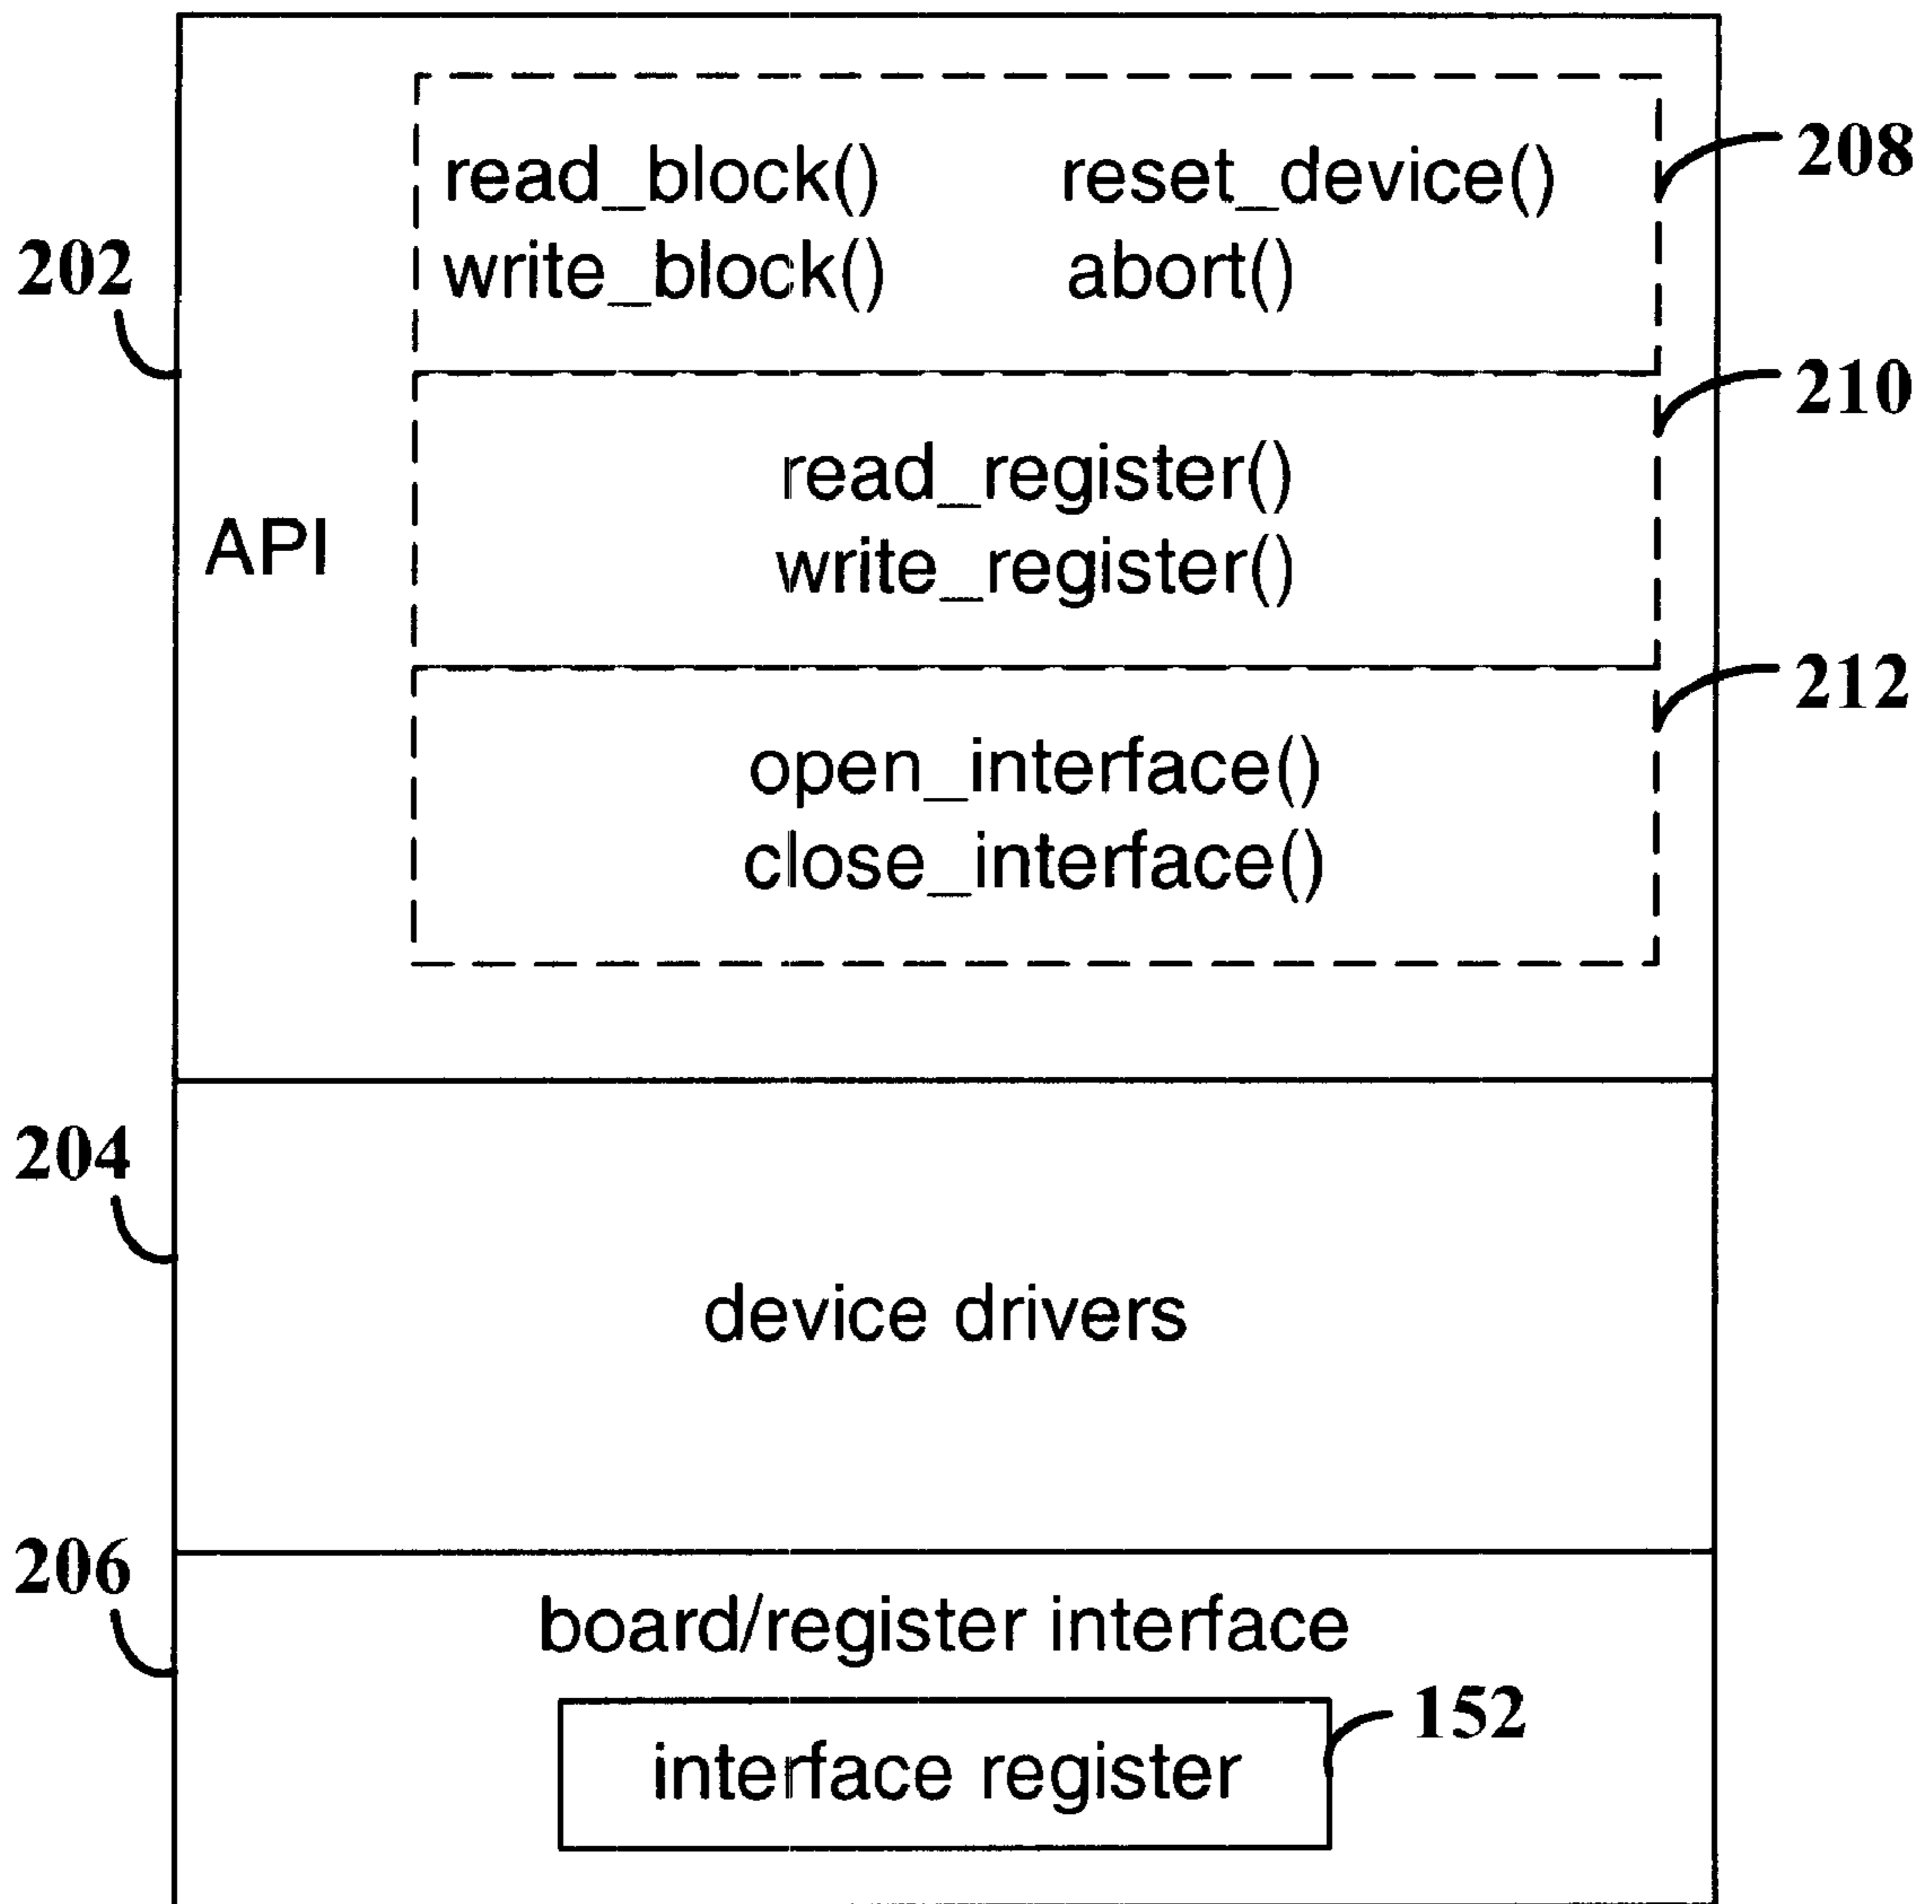 read_block() reset_device()
208
write_block() abort()
202
210
read_register()
API
write_register()
212
open_interface()
close_interface()
204
device drivers
206
board/register interface
152
interface register